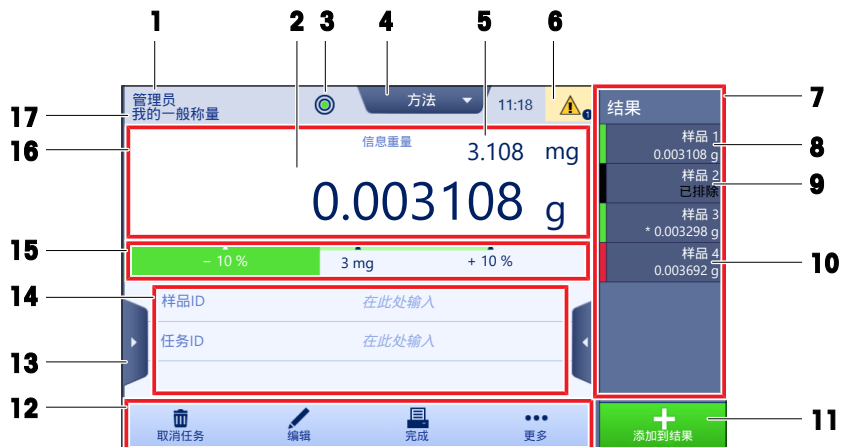 1
2
3
4
5
6
7
8
9
10
11
12
13
14
15
16
17
管理员
我的一般称量
方法
11:18
1
信息重量
3.108 mg
0.003108 g
− 10 %
3 mg
+ 10 %
样品ID
在此处输入
任务ID
在此处输入
取消任务
编辑
完成
更多
结果
样品 1
0.003108 g
样品 2
已排除
样品 3
* 0.003298 g
样品 4
0.003692 g
添加到结果